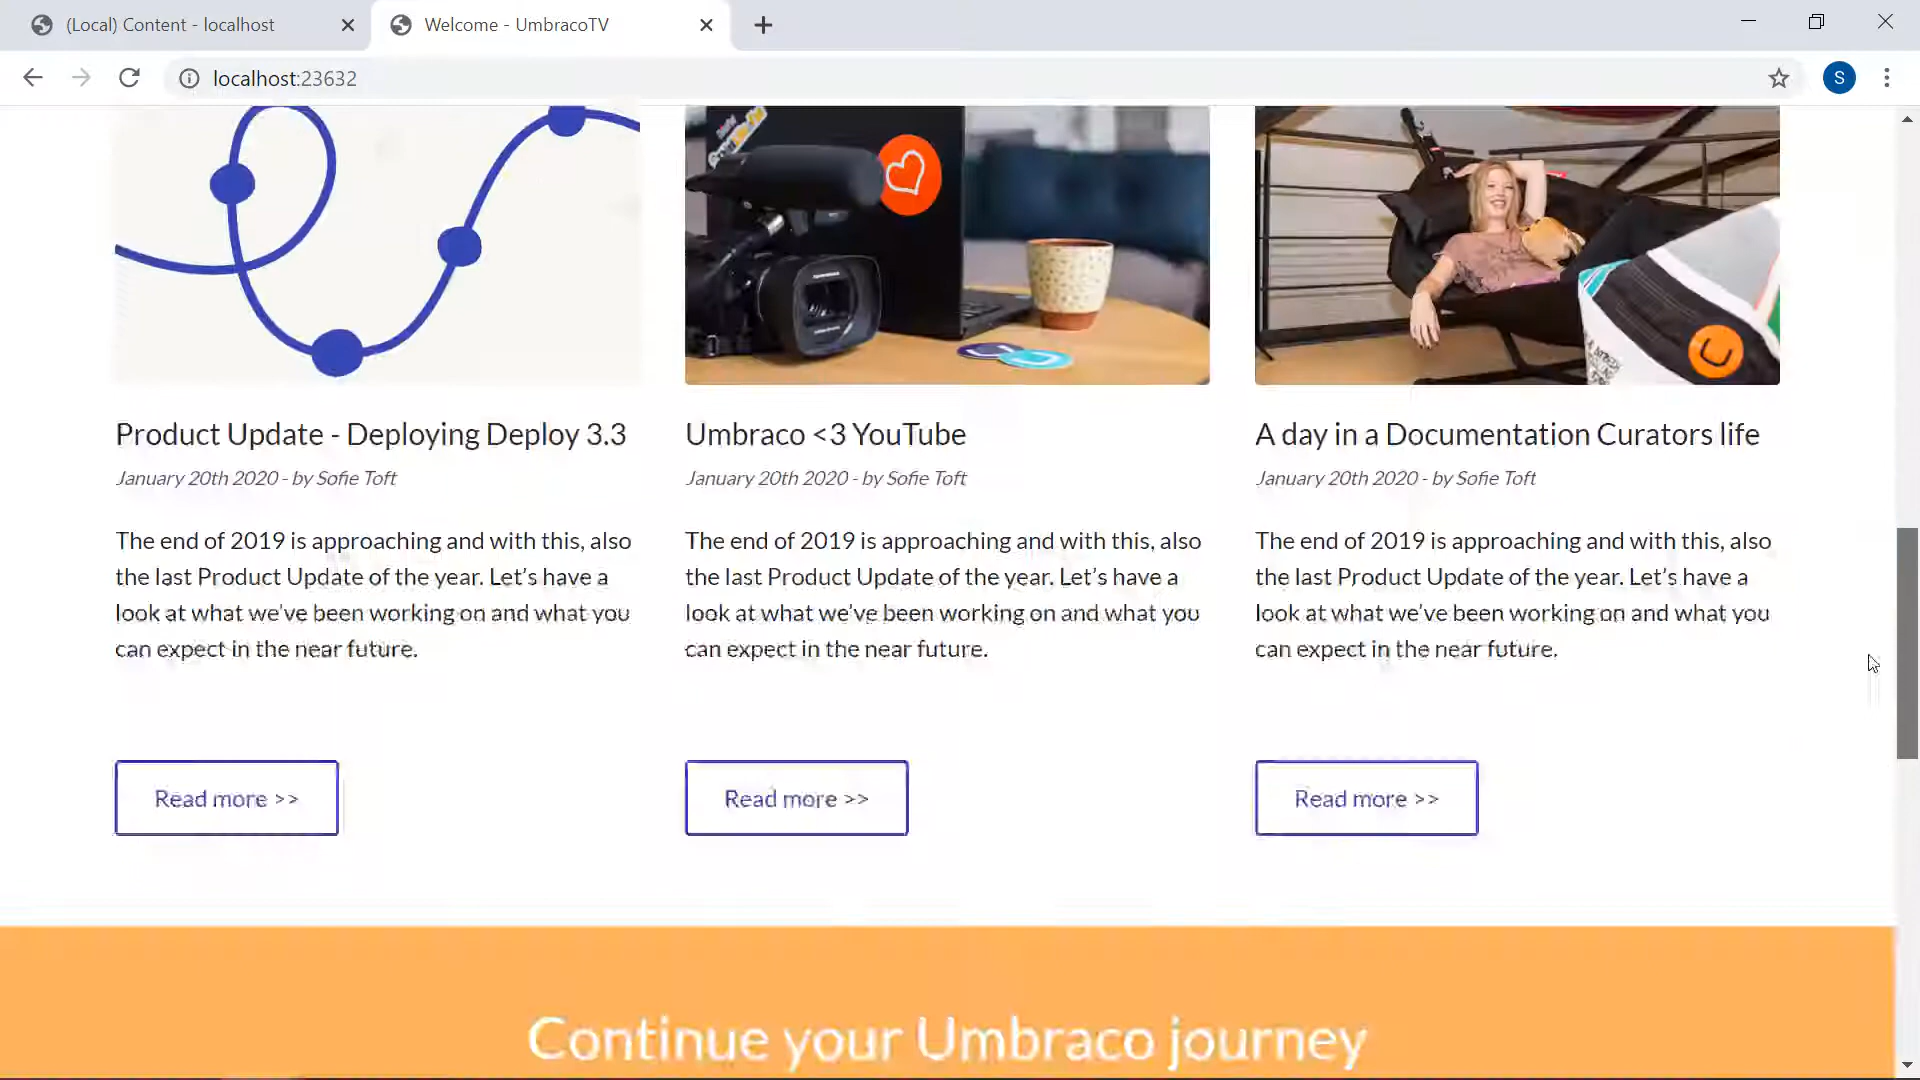 (Local) Content - localhost
Welcome - UmbracoTV
localhost:23632
S
Product Update - Deploying Deploy 3.3
January 20th 2020 - by Sofie Toft
The end of 2019 is approaching and with this, also
the last Product Update of the year. Let's have a
look at what we've been working on and what you
can expect in the near future.
Read more >>
Umbraco <3 YouTube
January 20th 2020 - by Sofie Toft
The end of 2019 is approaching and with this, also
the last Product Update of the year. Let's have a
look at what we've been working on and what you
can expect in the near future.
Read more >>
A day in a Documentation Curators life
January 20th 2020 - by Sofie Toft
The end of 2019 is approaching and with this, also
the last Product Update of the year. Let's have a
look at what we've been working on and what you
can expect in the near future.
Read more >>
Continue your Umbraco journey